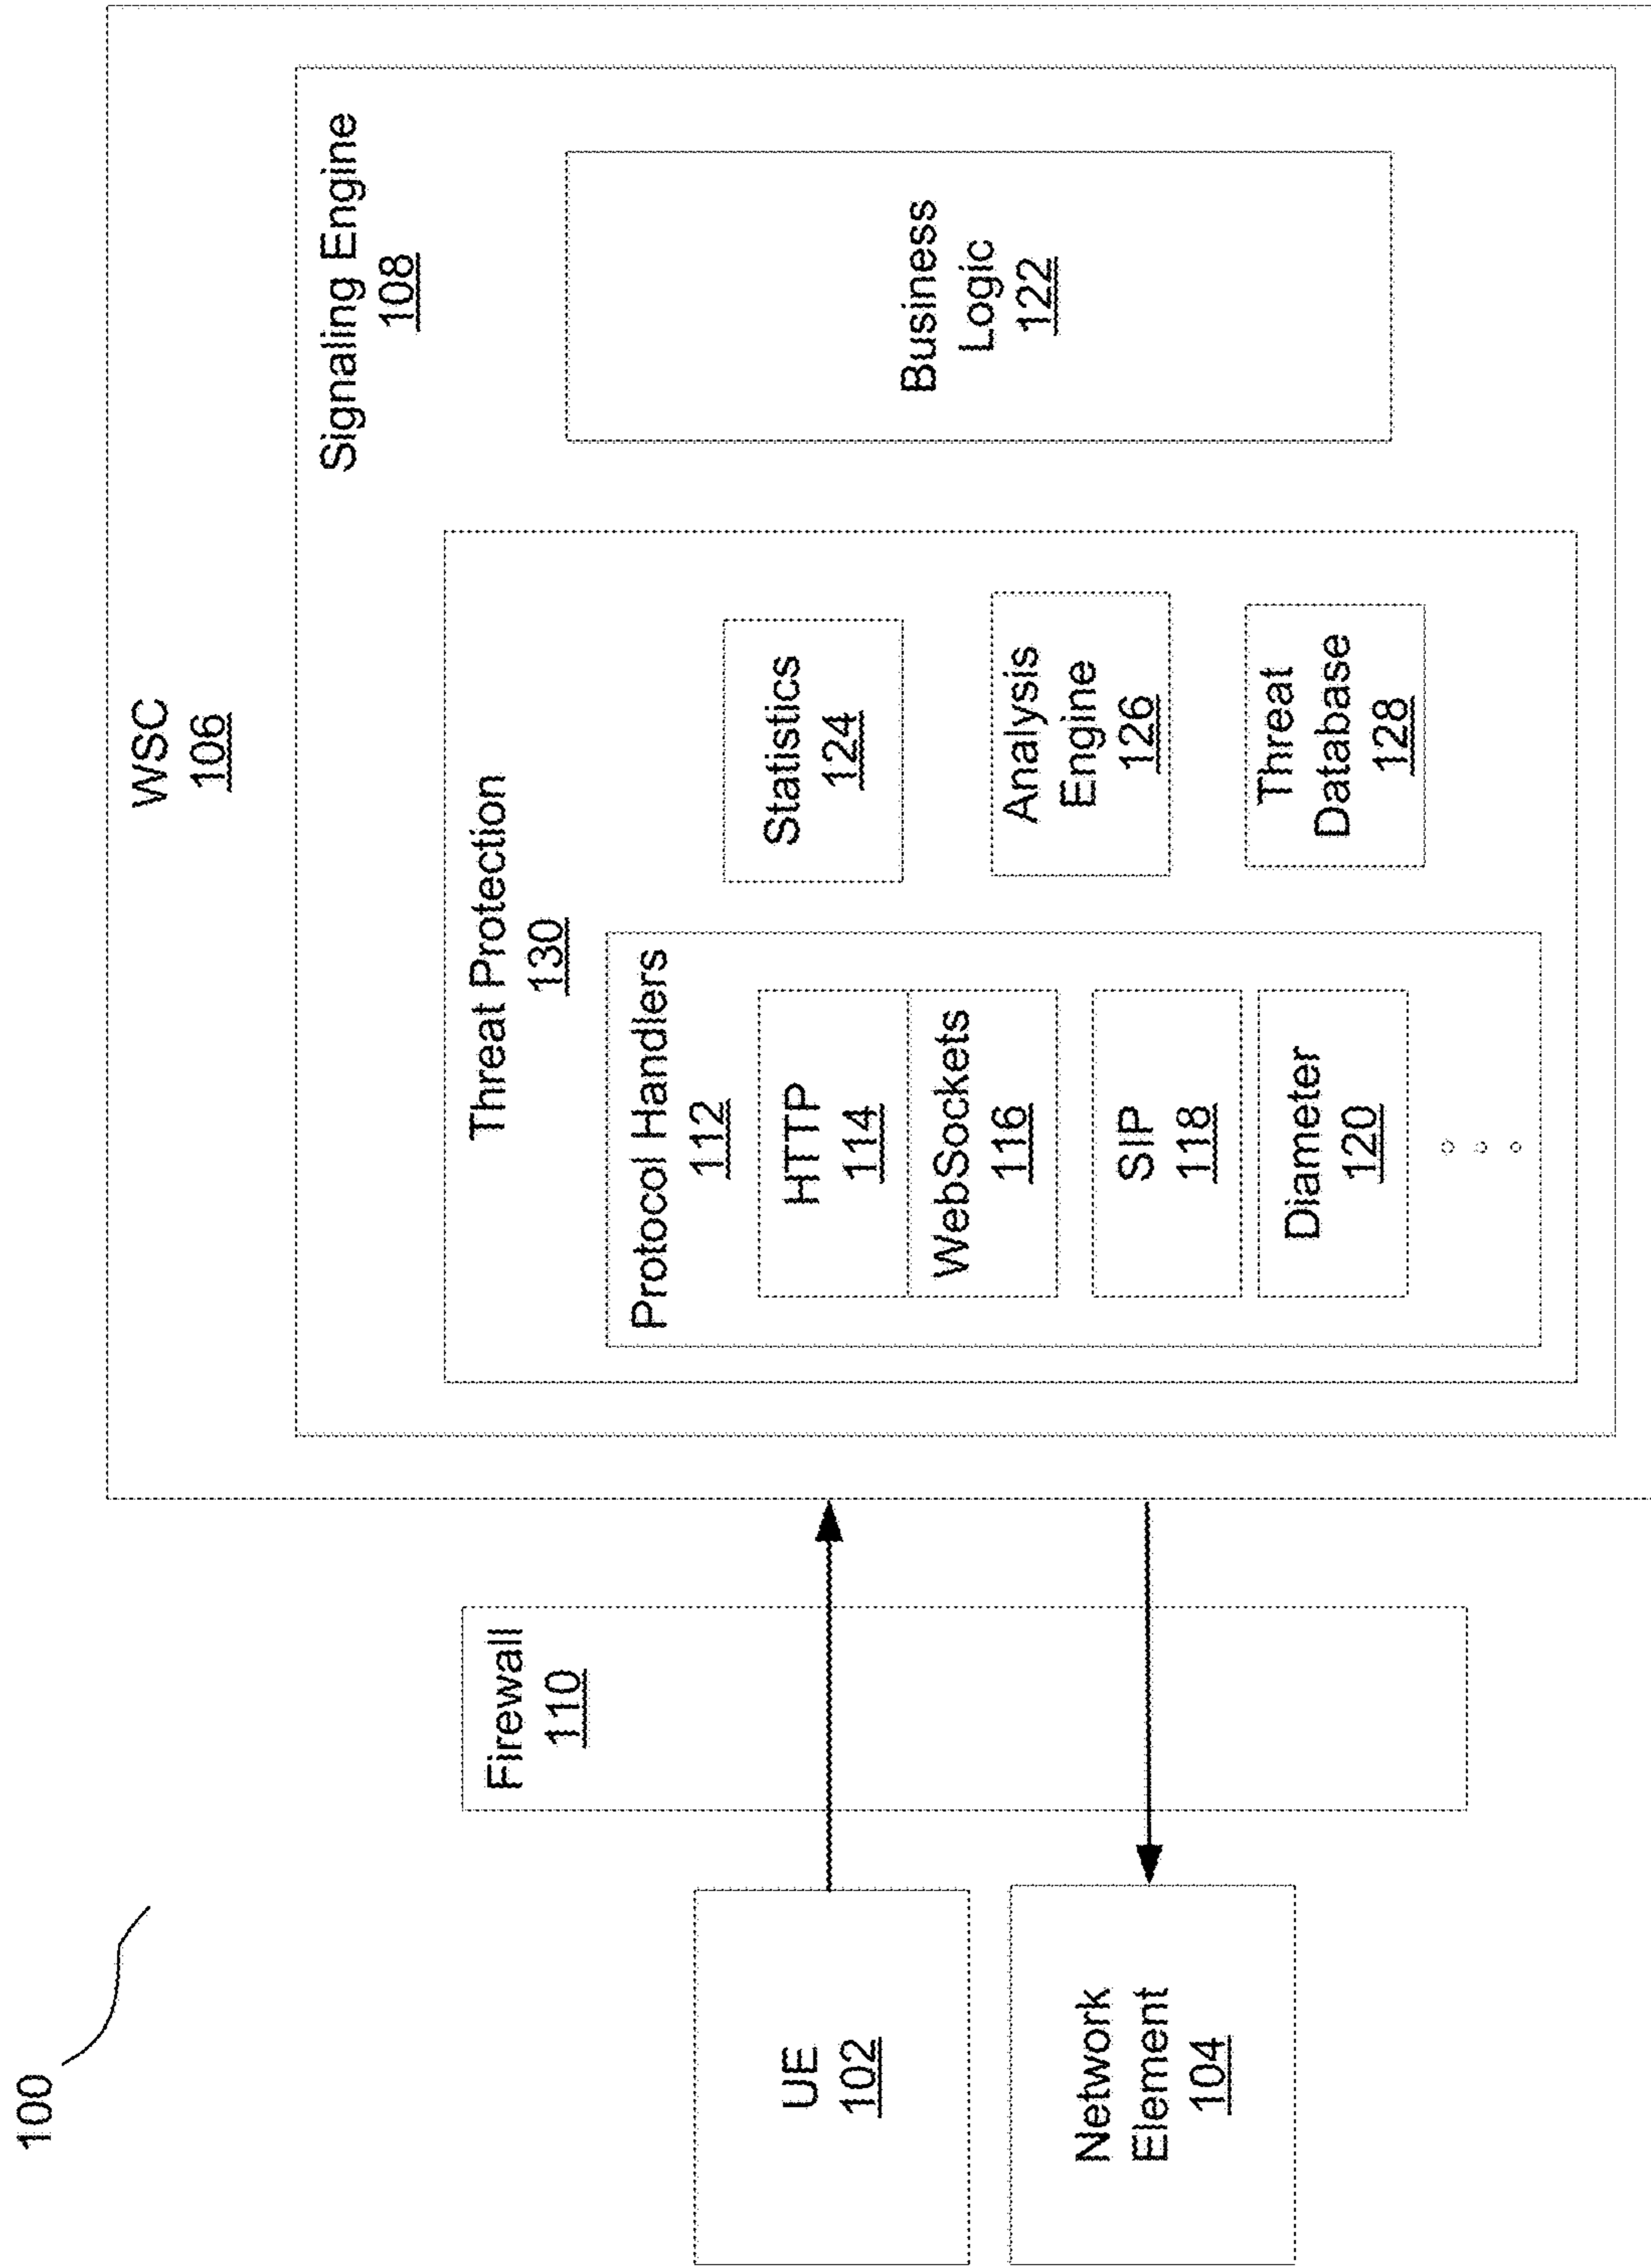 100
UE
102
Network
Element
104
Firewall
110
WSC
106
Signaling Engine
108
Threat Protection
130
Protocol Handlers
112
HTTP
114
WebSockets
116
SIP
118
Diameter
120
Statistics
124
Analysis
Engine
126
Threat
Database
128
Business
Logic
122